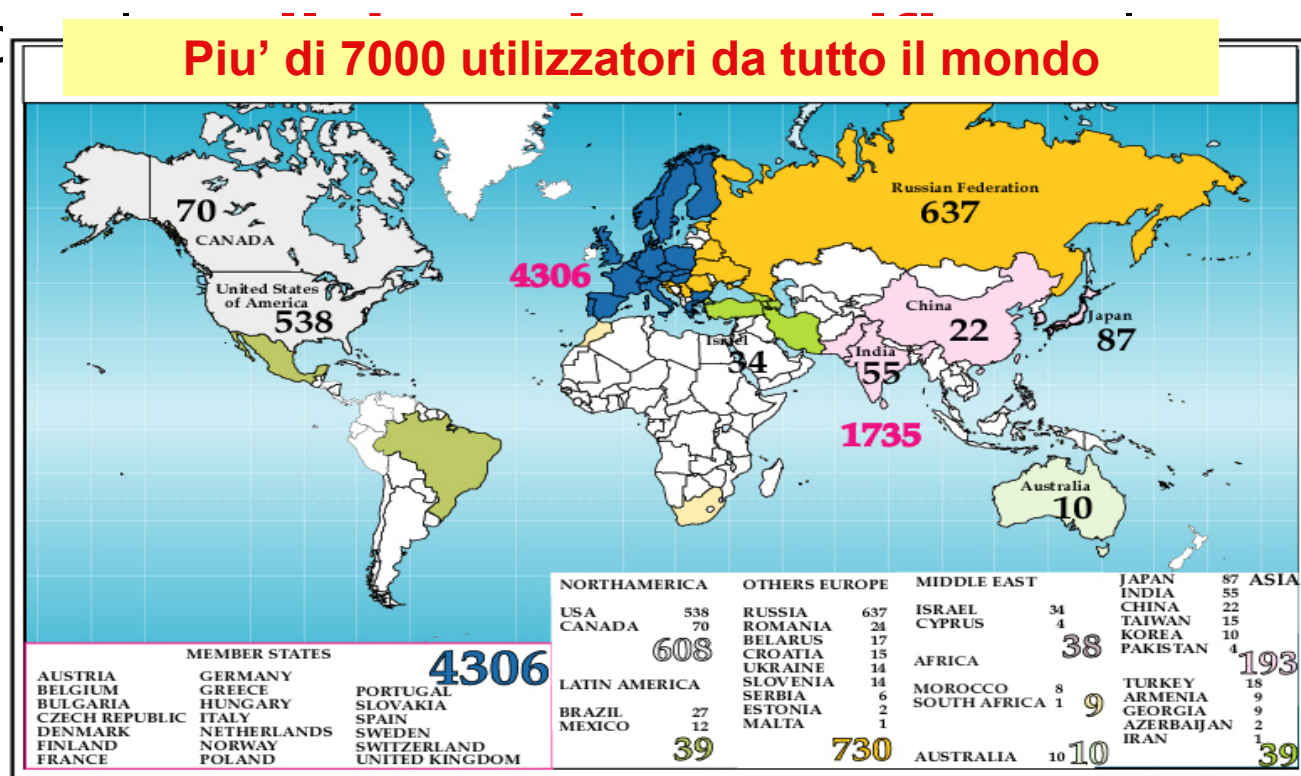 Piu’ di 7000 utilizzatori da tutto il mondo
Russian Federation
637
70
CANADA
4306
United States
of America
538
China
22
Japan
87
Israel
34
India
55
1735
Australia
10
MEMBER STATES
4306
AUSTRIA
BELGIUM
BULGARIA
CZECH REPUBLIC
DENMARK
FINLAND
FRANCE
GERMANY
GREECE
HUNGARY
ITALY
NETHERLANDS
NORWAY
POLAND
PORTUGAL
SLOVAKIA
SPAIN
SWEDEN
SWITZERLAND
UNITED KINGDOM
NORTHAMERICA
USA 538
CANADA 70
608
LATIN AMERICA
BRAZIL 27
MEXICO 12
39
OTHERS EUROPE
RUSSIA 637
ROMANIA 24
BELARUS 17
CROATIA 15
UKRAINE 14
SLOVENIA 14
SERBIA 6
ESTONIA 2
MALTA 1
730
MIDDLE EAST
ISRAEL 34
CYPRUS 4
38
AFRICA
MOROCCO 8
SOUTH AFRICA 1
9
AUSTRALIA 10
10
JAPAN 87 ASIA
INDIA 55
CHINA 22
TAIWAN 15
KOREA 10
PAKISTAN 4
193
TURKEY 18
ARMENIA 9
GEORGIA 9
AZERBAIJAN 2
IRAN 1
39